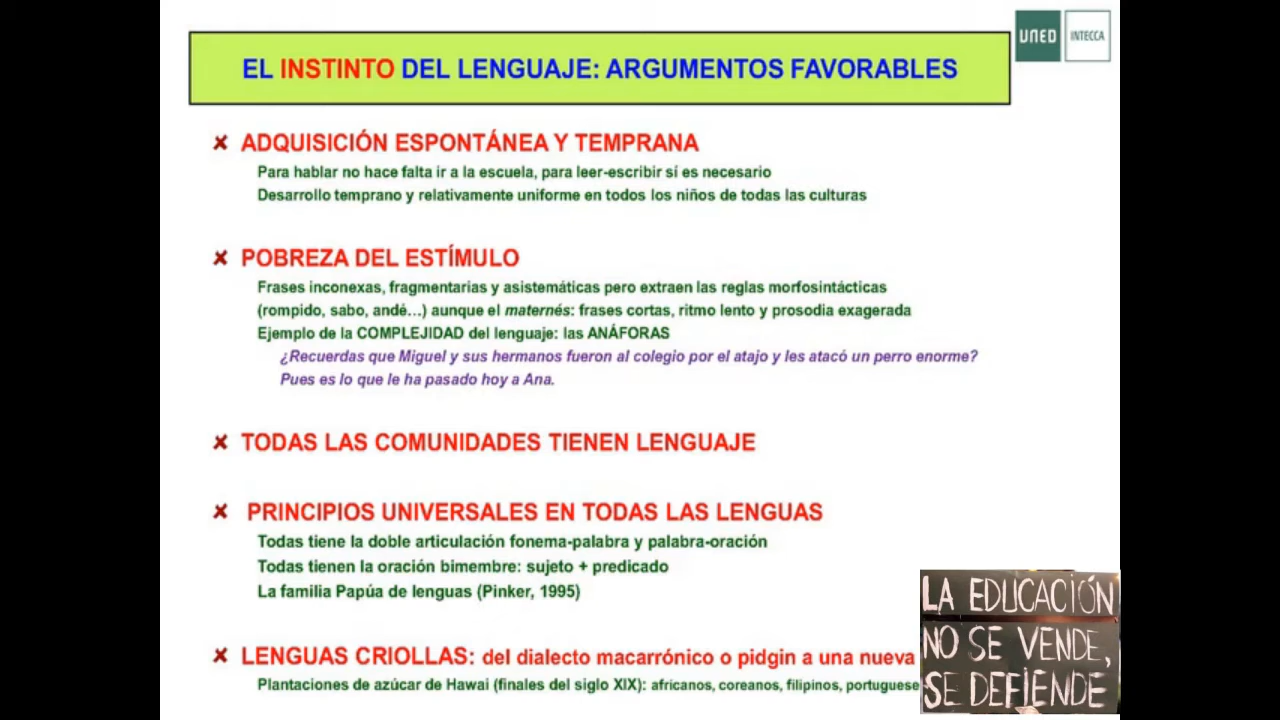 UNED
INTECCA
EL INSTINTO DEL LENGUAJE: ARGUMENTOS FAVORABLES
✘ ADQUISICIÓN ESPONTÁNEA Y TEMPRANA
Para hablar no hace falta ir a la escuela, para leer-escribir sí es necesario
Desarrollo temprano y relativamente uniforme en todos los niños de todas las culturas
✘ POBREZA DEL ESTÍMULO
Frases inconexas, fragmentarias y asistemáticas pero extraen las reglas morfosintácticas
(rompido, sabo, andé...) aunque el maternés: frases cortas, ritmo lento y prosodia exagerada
Ejemplo de la COMPLEJIDAD del lenguaje: las ANÁFORAS
¿Recuerdas que Miguel y sus hermanos fueron al colegio por el atajo y les atacó un perro enorme?
Pues es lo que le ha pasado hoy a Ana.
✘ TODAS LAS COMUNIDADES TIENEN LENGUAJE
✘ PRINCIPIOS UNIVERSALES EN TODAS LAS LENGUAS
Todas tiene la doble articulación fonema-palabra y palabra-oración
Todas tienen la oración bimembre: sujeto + predicado
La familia Papúa de lenguas (Pinker, 1995)
✘ LENGUAS CRIOLLAS: del dialecto macarrónico o pidgin a una nueva
Plantaciones de azúcar de Hawai (finales del siglo XIX): africanos, coreanos, filipinos, portuguese
LA EDUCACIÓN
NO SE VENDE,
SE DEFIENDE